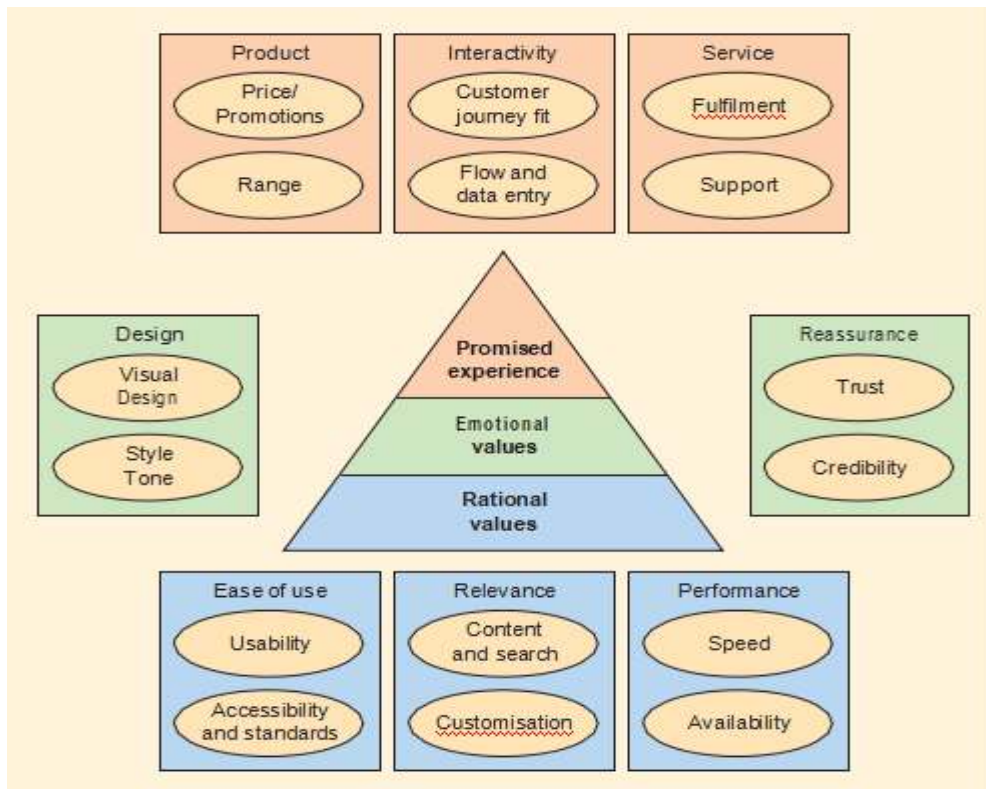 Product
Price/
Promotions
Range
Interactivity
Customer
journey fit
Flow and
data entry
Service
Fulfilment
Support
Design
Visual
Design
Style
Tone
Promised
experience
Emotional
values
Rational
values
Reassurance
Trust
Credibility
Ease of use
Usability
Accessibility
and standards
Relevance
Content
and search
Customisation
Performance
Speed
Availability